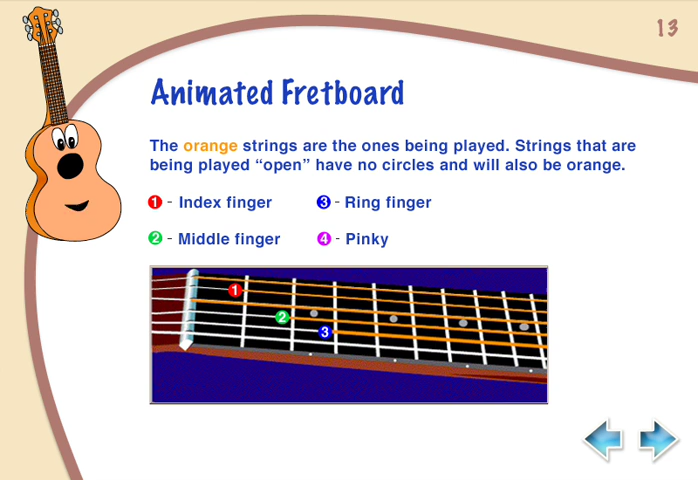 13
Animated Fretboard
The orange strings are the ones being played. Strings that are
being played “open” have no circles and will also be orange.
1 - Index finger 3 - Ring finger
2 - Middle finger 4 - Pinky
1
2
3